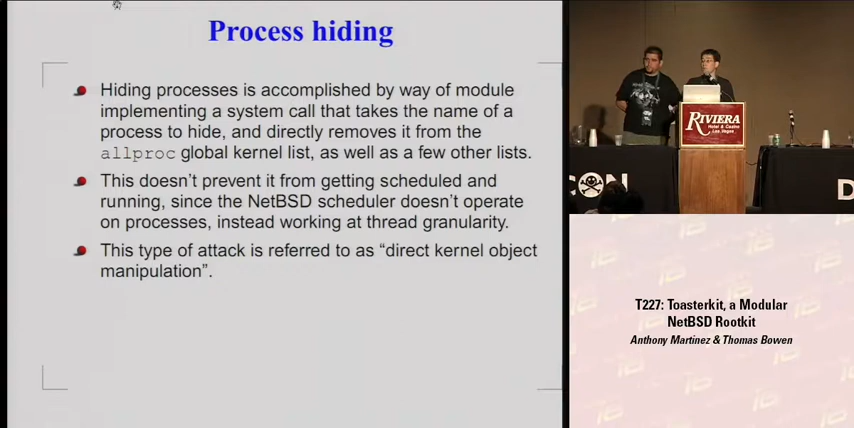 Process hiding
Hiding processes is accomplished by way of module
implementing a system call that takes the name of a
process to hide, and directly removes it from the
allproc global kernel list, as well as a few other lists.
This doesn't prevent it from getting scheduled and
running, since the NetBSD scheduler doesn't operate
on processes, instead working at thread granularity.
This type of attack is referred to as “direct kernel object
manipulation”.
RIVIERA
Hotel & Casino
Las Vegas
CON
D
T227: Toasterkit, a Modular
NetBSD Rootkit
Anthony Martinez & Thomas Bowen